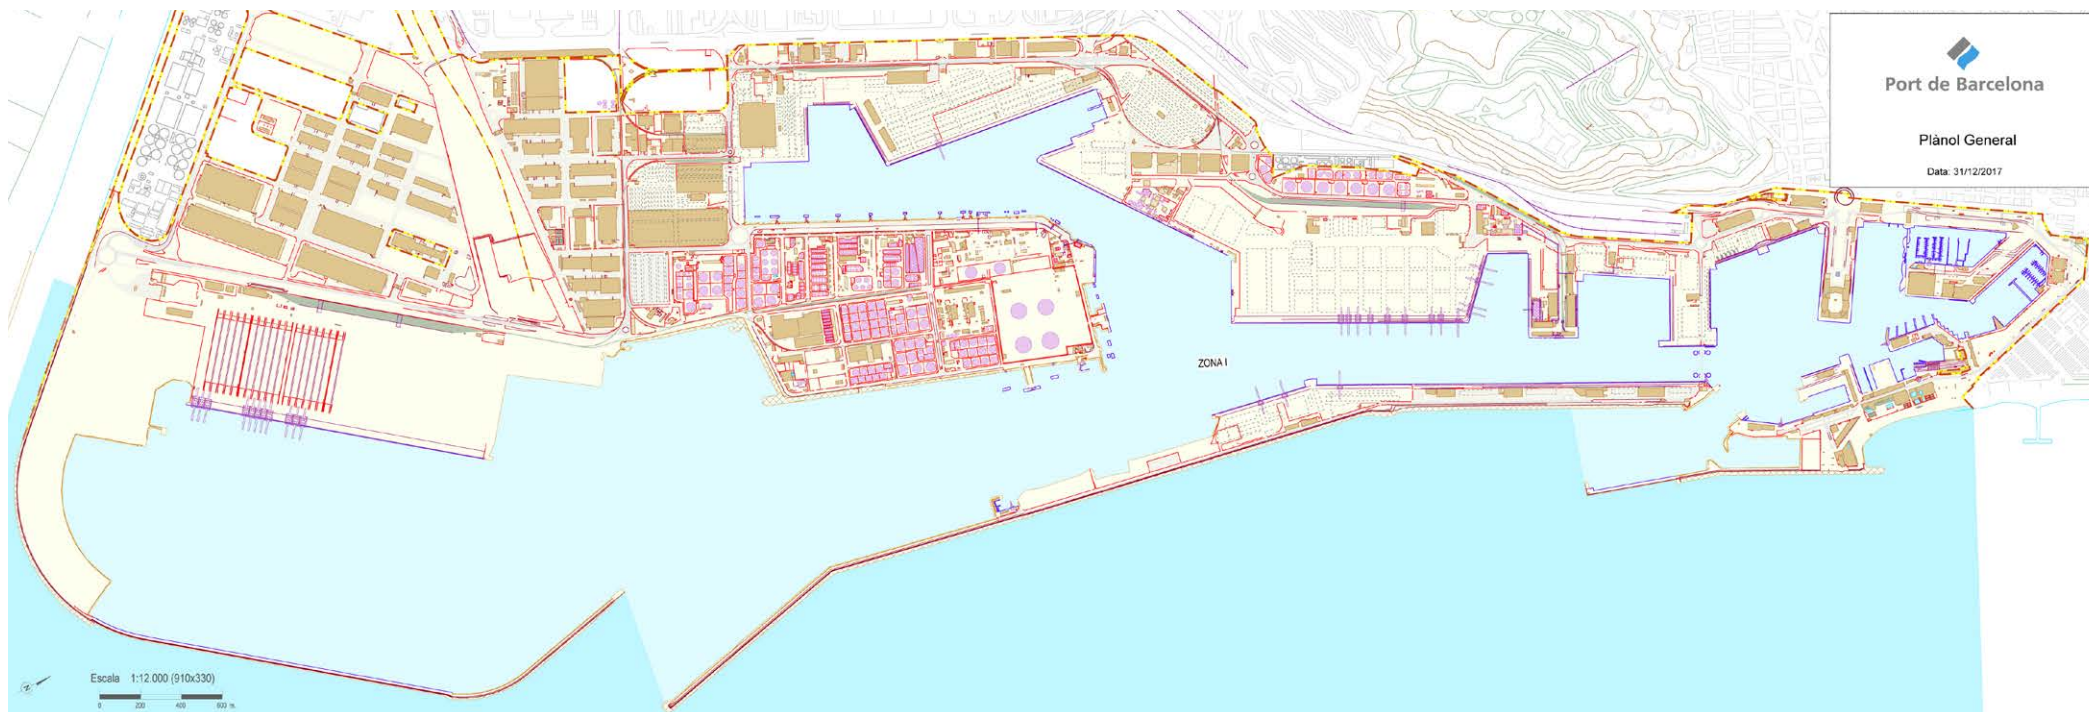 Port de Barcelona
Plànol General
Data: 31/12/2017
ZONA I
Escala 1:12.000 (910x330)
0 200 400 600 m.
N